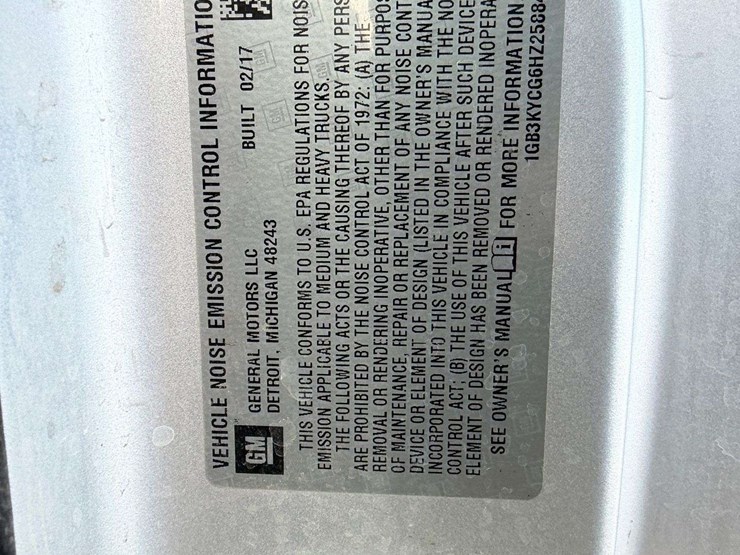 VEHICLE NOISE EMISSION CONTROL INFORMATIO
GM
GENERAL MOTORS LLC
DETROIT, MICHIGAN 48243
BUILT 02/17
THIS VEHICLE CONFORMS TO U.S. EPA REGULATIONS FOR NOIS
EMISSION APPLICABLE TO MEDIUM AND HEAVY TRUCKS.
THE FOLLOWING ACTS OR THE CAUSING THEREOF BY ANY PERS
ARE PROHIBITED BY THE NOISE CONTROL ACT OF 1972: (A) THE
REMOVAL OR RENDERING INOPERATIVE, OTHER THAN FOR PURPOS
OF MAINTENANCE, REPAIR OR REPLACEMENT OF ANY NOISE CONT
DEVICE OR ELEMENT OF DESIGN (LISTED IN THE OWNER'S MANUA
INCORPORATED INTO THIS VEHICLE IN COMPLIANCE WITH THE NO
CONTROL ACT; (B) THE USE OF THIS VEHICLE AFTER SUCH DEVICE
ELEMENT OF DESIGN HAS BEEN REMOVED OR RENDERED INOPERA
SEE OWNER'S MANUAL FOR MORE INFORMATION
1GB3KYCG6HZ2588